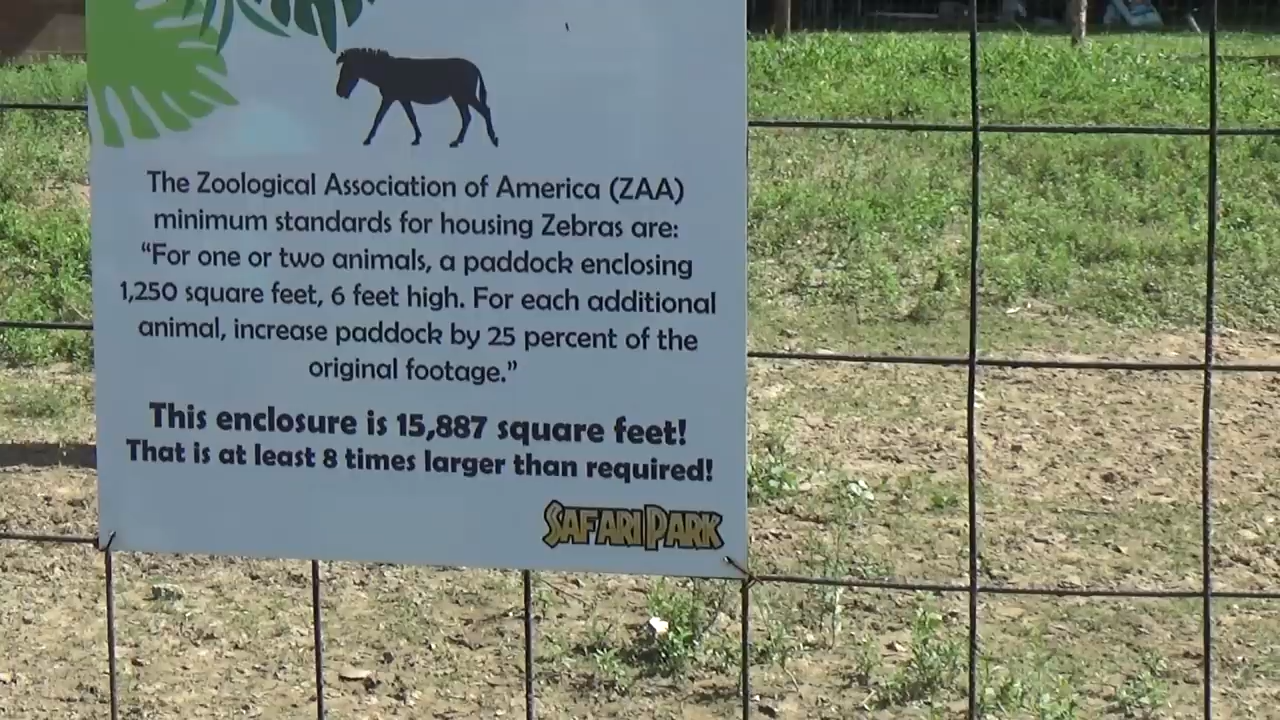 The Zoological Association of America (ZAA)
minimum standards for housing Zebras are:
“For one or two animals, a paddock enclosing
1,250 square feet, 6 feet high. For each additional
animal, increase paddock by 25 percent of the
original footage.”
This enclosure is 15,887 square feet!
That is at least 8 times larger than required!
SAFARI PARK